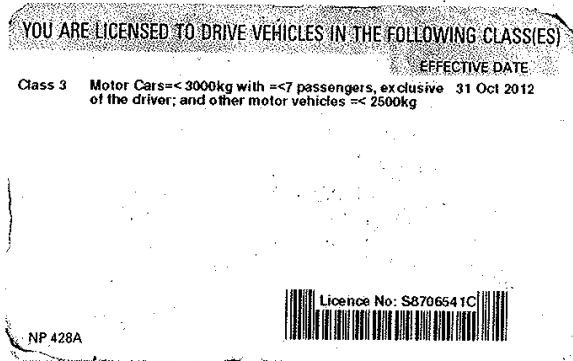 YOU ARE LICENSED TO DRIVE VEHICLES IN THE FOLLOWING CLASS(ES)
EFFECTIVE DATE
Class 3 Motor Cars=< 3000kg with =<7 passengers, exclusive 31 Oct 2012
of the driver; and other motor vehicles =< 2500kg
Licence No: S8706541C
NP 428A